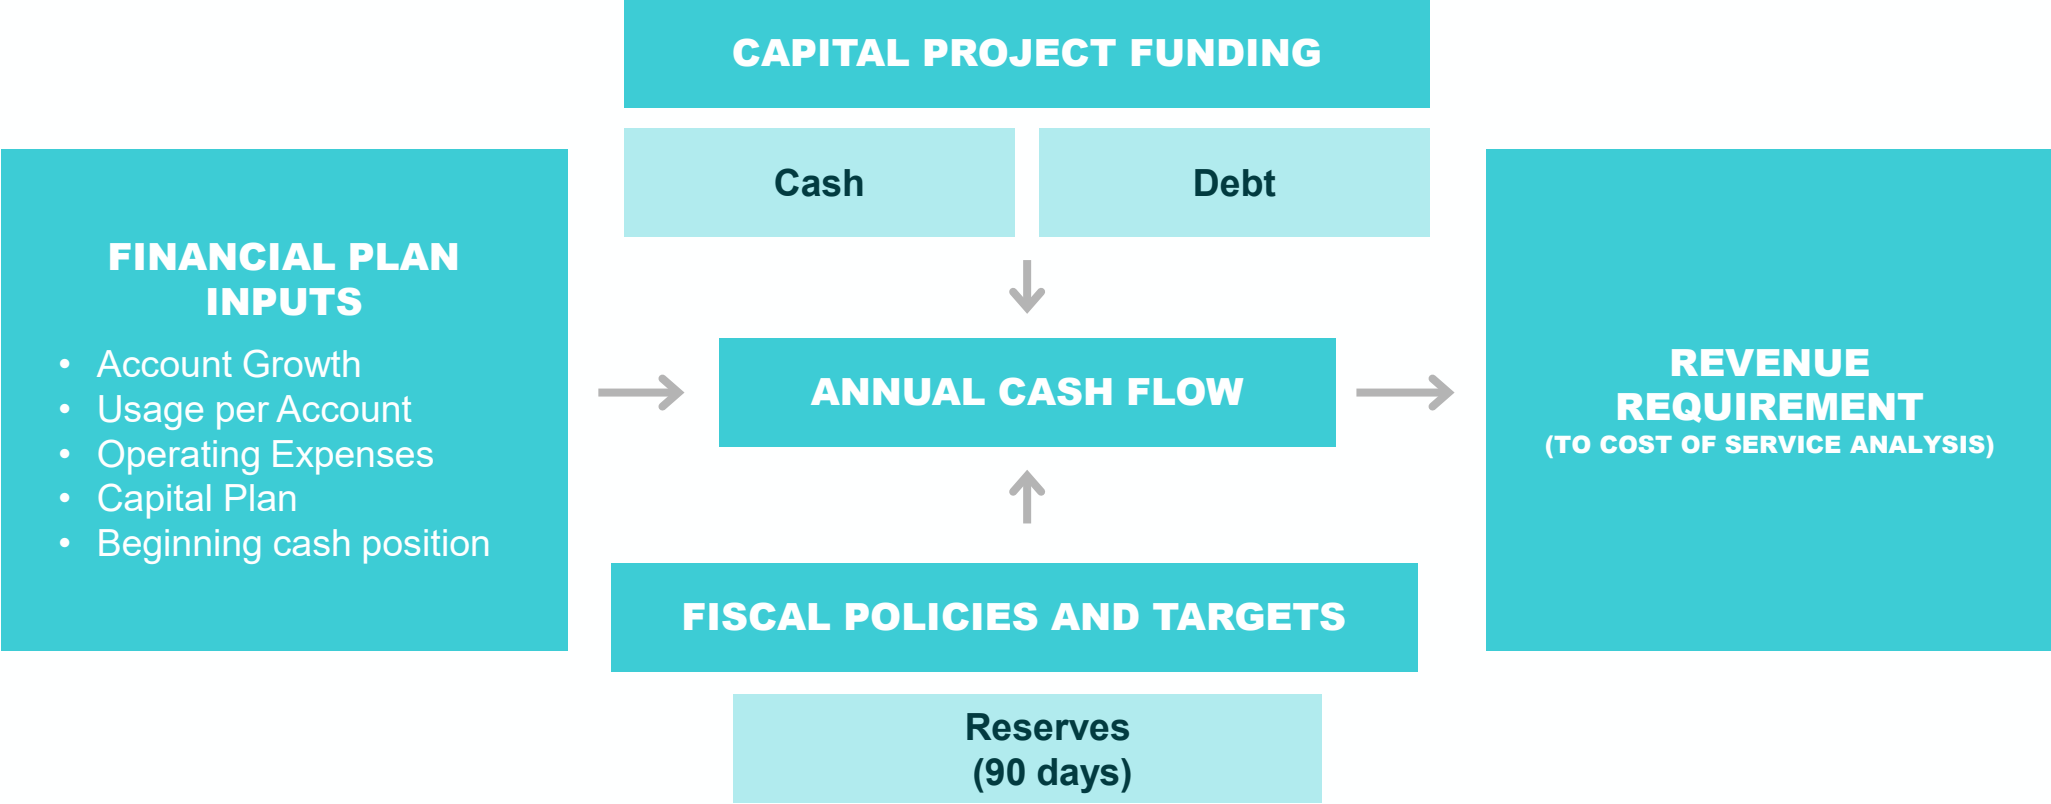 CAPITAL PROJECT FUNDING
Cash
Debt
FINANCIAL PLAN
INPUTS
• Account Growth
• Usage per Account
• Operating Expenses
• Capital Plan
• Beginning cash position
ANNUAL CASH FLOW
REVENUE
REQUIREMENT
(TO COST OF SERVICE ANALYSIS)
FISCAL POLICIES AND TARGETS
Reserves
(90 days)